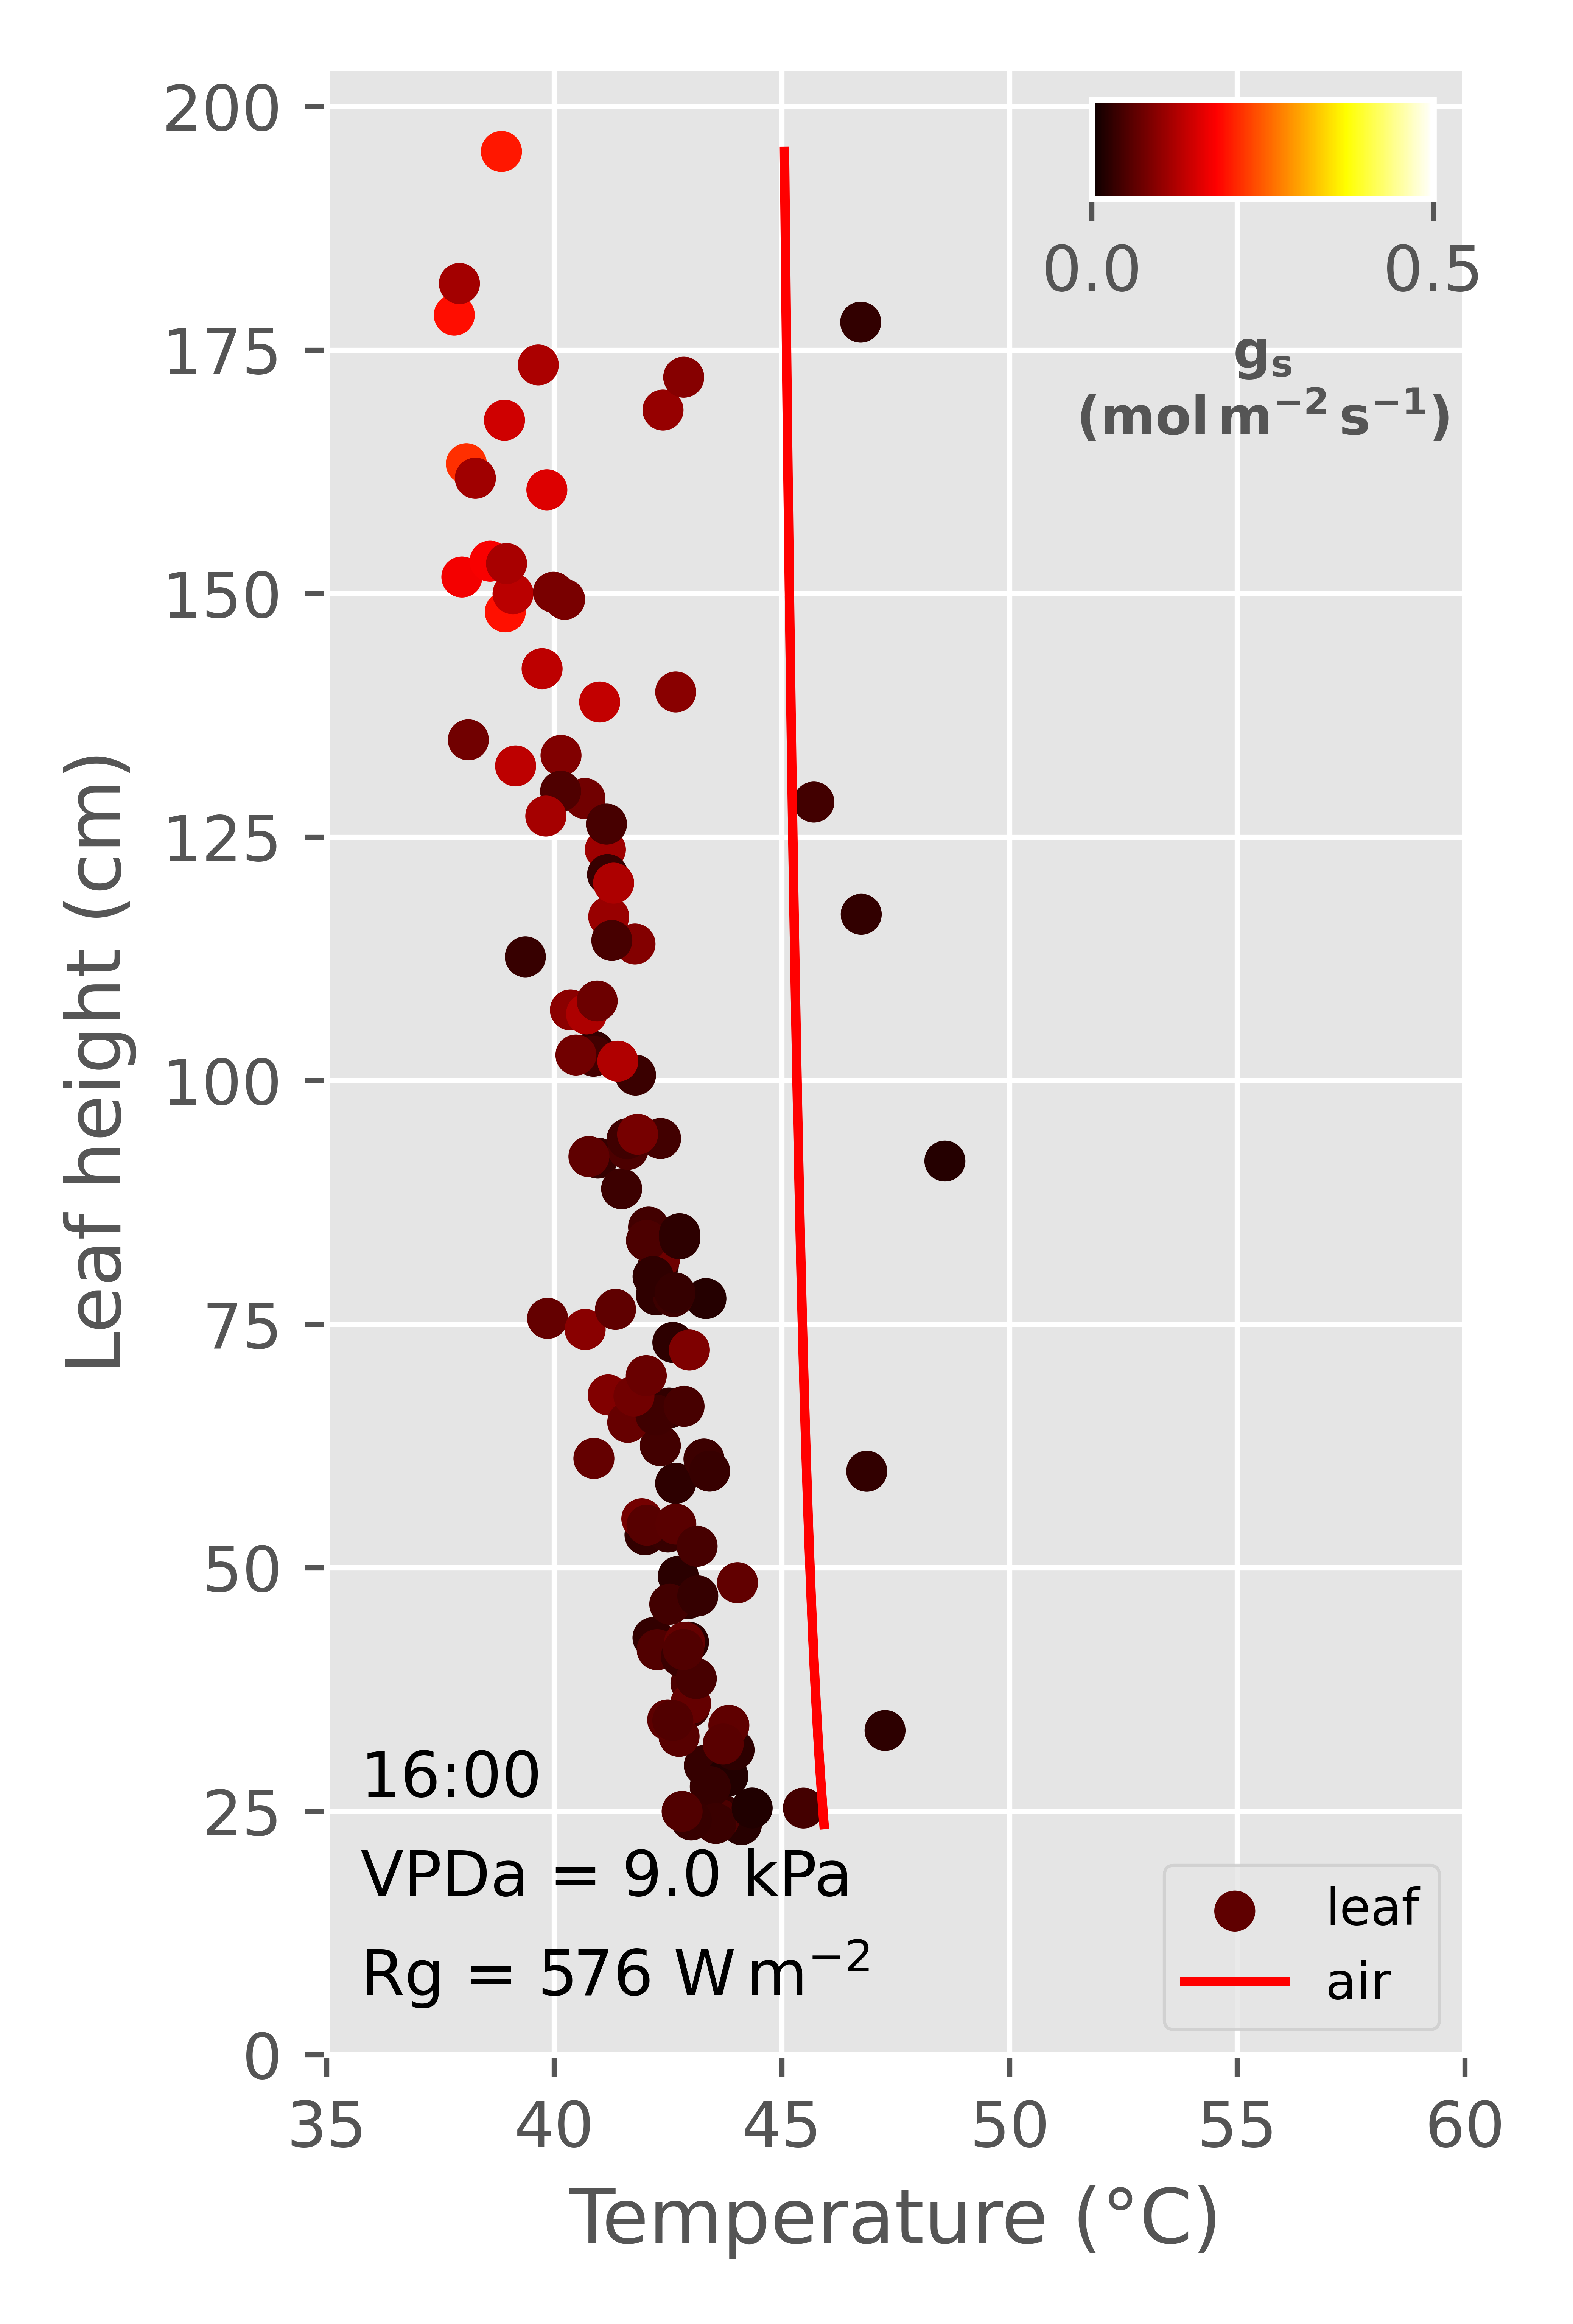 200
175
150
125
100
75
50
25
0
Leaf height (cm)
0.0 0.5
gₛ
(mol m⁻² s⁻¹)
16:00
VPDa = 9.0 kPa
Rg = 576 W m⁻²
leaf
air
35 40 45 50 55 60
Temperature (°C)